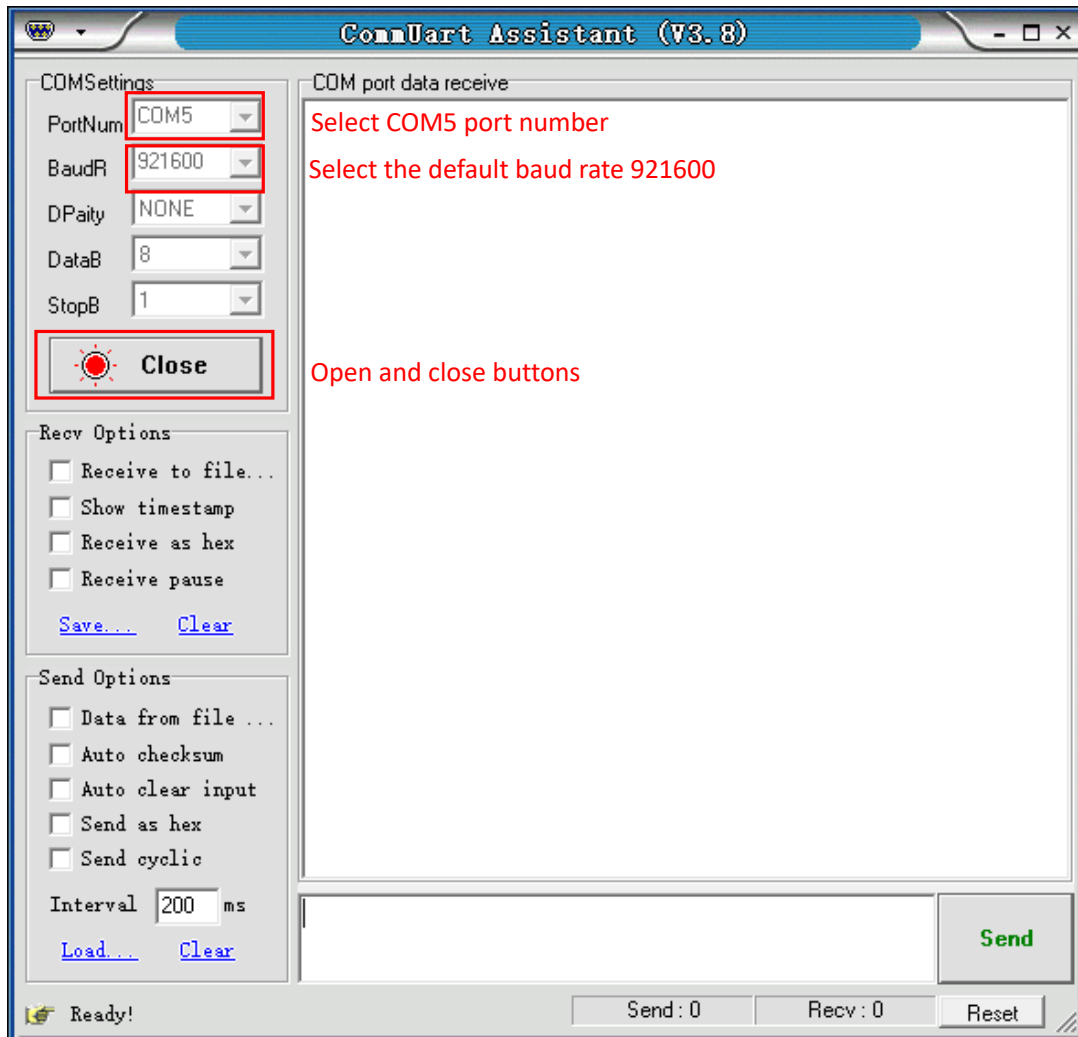 CommUart Assistant (V3.8)
COMSettings
PortNum COM5
BaudR 921600
DPaity NONE
DataB 8
StopB 1
Close
COM port data receive
Select COM5 port number
Select the default baud rate 921600
Open and close buttons
Recv Options
Receive to file...
Show timestamp
Receive as hex
Receive pause
Save... Clear
Send Options
Data from file ...
Auto checksum
Auto clear input
Send as hex
Send cyclic
Interval 200 ms
Load... Clear
Send
Ready!
Send : 0
Recv : 0
Reset